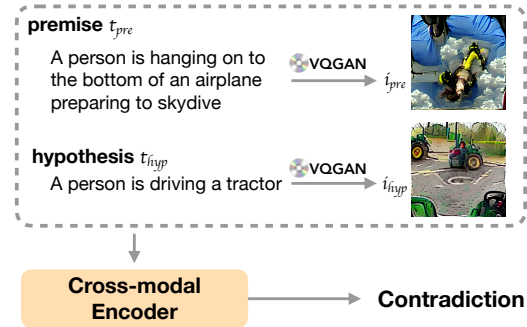 premise t_pre
A person is hanging on to
the bottom of an airplane
preparing to skydive
VQGAN
i_pre
hypothesis t_hyp
A person is driving a tractor
VQGAN
i_hyp
Cross-modal
Encoder
Contradiction